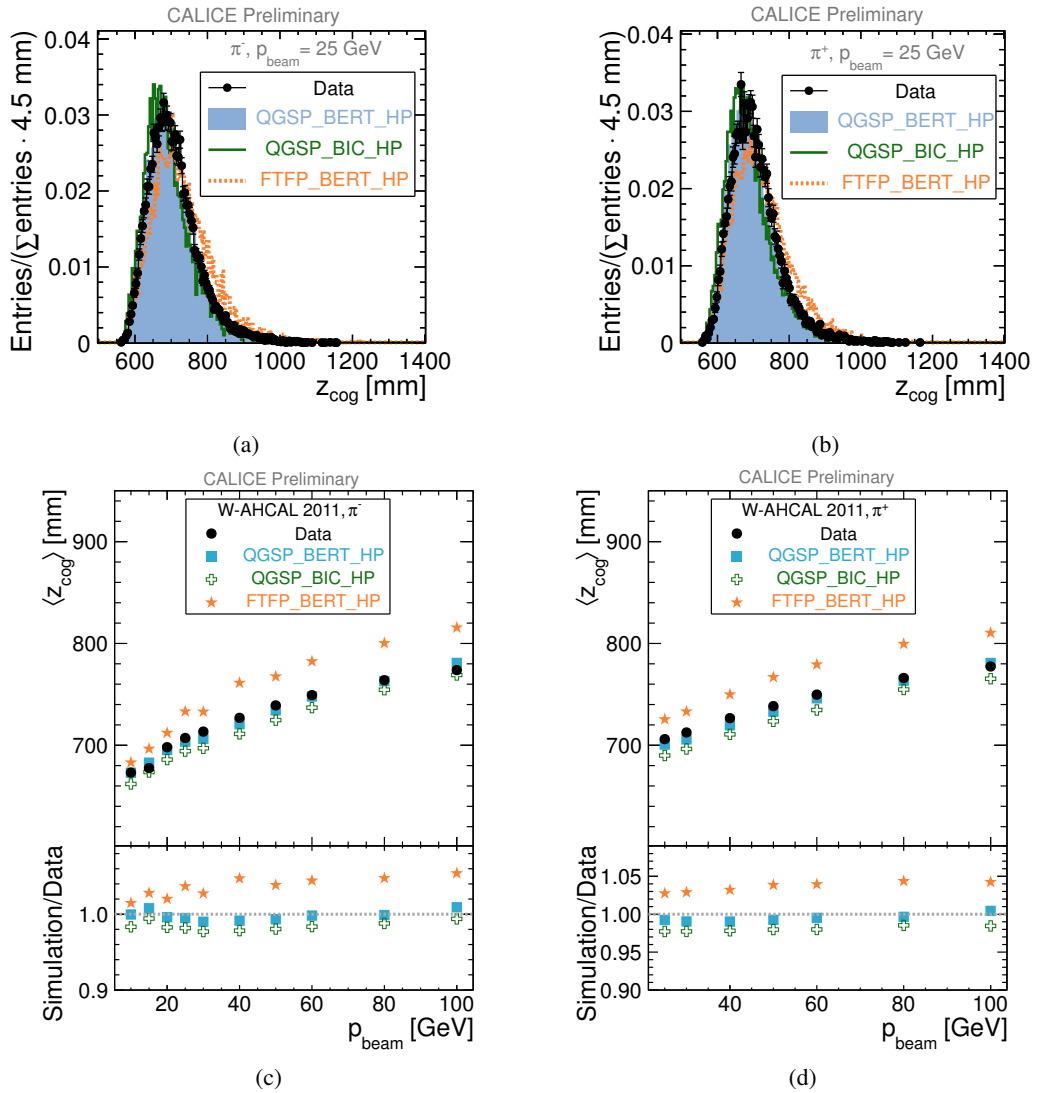 CALICE Preliminary
π⁻, p_beam = 25 GeV
Data
QGSP_BERT_HP
QGSP_BIC_HP
FTFP_BERT_HP
Entries/(∑entries · 4.5 mm)
0.04
0.03
0.02
0.01
0
600 800 1000 1200 1400
z_cog [mm]
(a)
CALICE Preliminary
π⁺, p_beam = 25 GeV
Data
QGSP_BERT_HP
QGSP_BIC_HP
FTFP_BERT_HP
Entries/(∑entries · 4.5 mm)
0.04
0.03
0.02
0.01
0
600 800 1000 1200 1400
z_cog [mm]
(b)
CALICE Preliminary
W-AHCAL 2011, π⁻
Data
QGSP_BERT_HP
QGSP_BIC_HP
FTFP_BERT_HP
⟨z_cog⟩ [mm]
900
800
700
Simulation/Data
1.0
0.9
20 40 60 80 100
p_beam [GeV]
(c)
CALICE Preliminary
W-AHCAL 2011, π⁺
Data
QGSP_BERT_HP
QGSP_BIC_HP
FTFP_BERT_HP
⟨z_cog⟩ [mm]
900
800
700
Simulation/Data
1.05
1.00
0.95
0.90
40 60 80 100
p_beam [GeV]
(d)